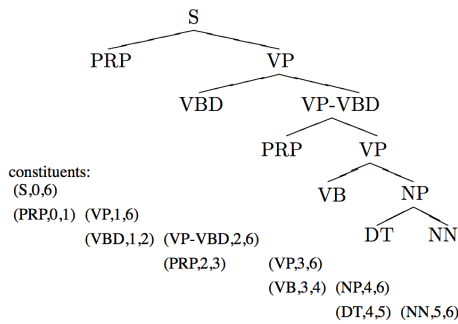 S
PRP VP
VBD VP-VBD
PRP VP
constituents:
VB NP
(S,0,6)
(PRP,0,1) (VP,1,6)
DT NN
(VBD,1,2) (VP-VBD,2,6)
(PRP,2,3) (VP,3,6)
(VB,3,4) (NP,4,6)
(DT,4,5) (NN,5,6)